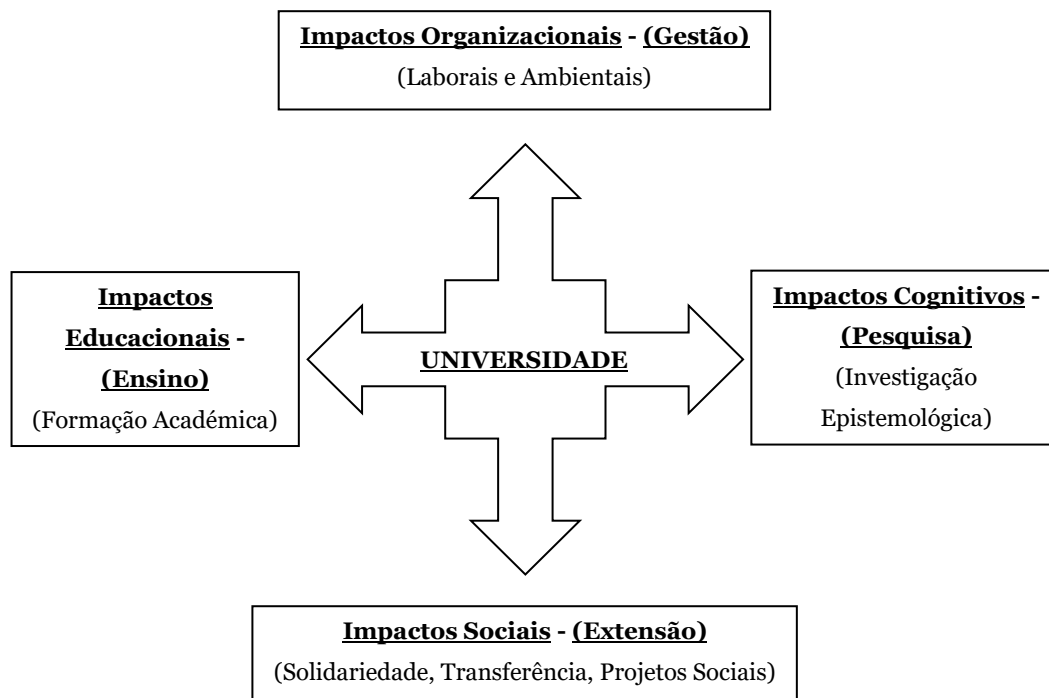 Impactos Organizacionais - (Gestão)
(Laborais e Ambientais)
Impactos
Educacionais -
(Ensino)
(Formação Académica)
UNIVERSIDADE
Impactos Cognitivos -
(Pesquisa)
(Investigação
Epistemológica)
Impactos Sociais - (Extensão)
(Solidariedade, Transferência, Projetos Sociais)